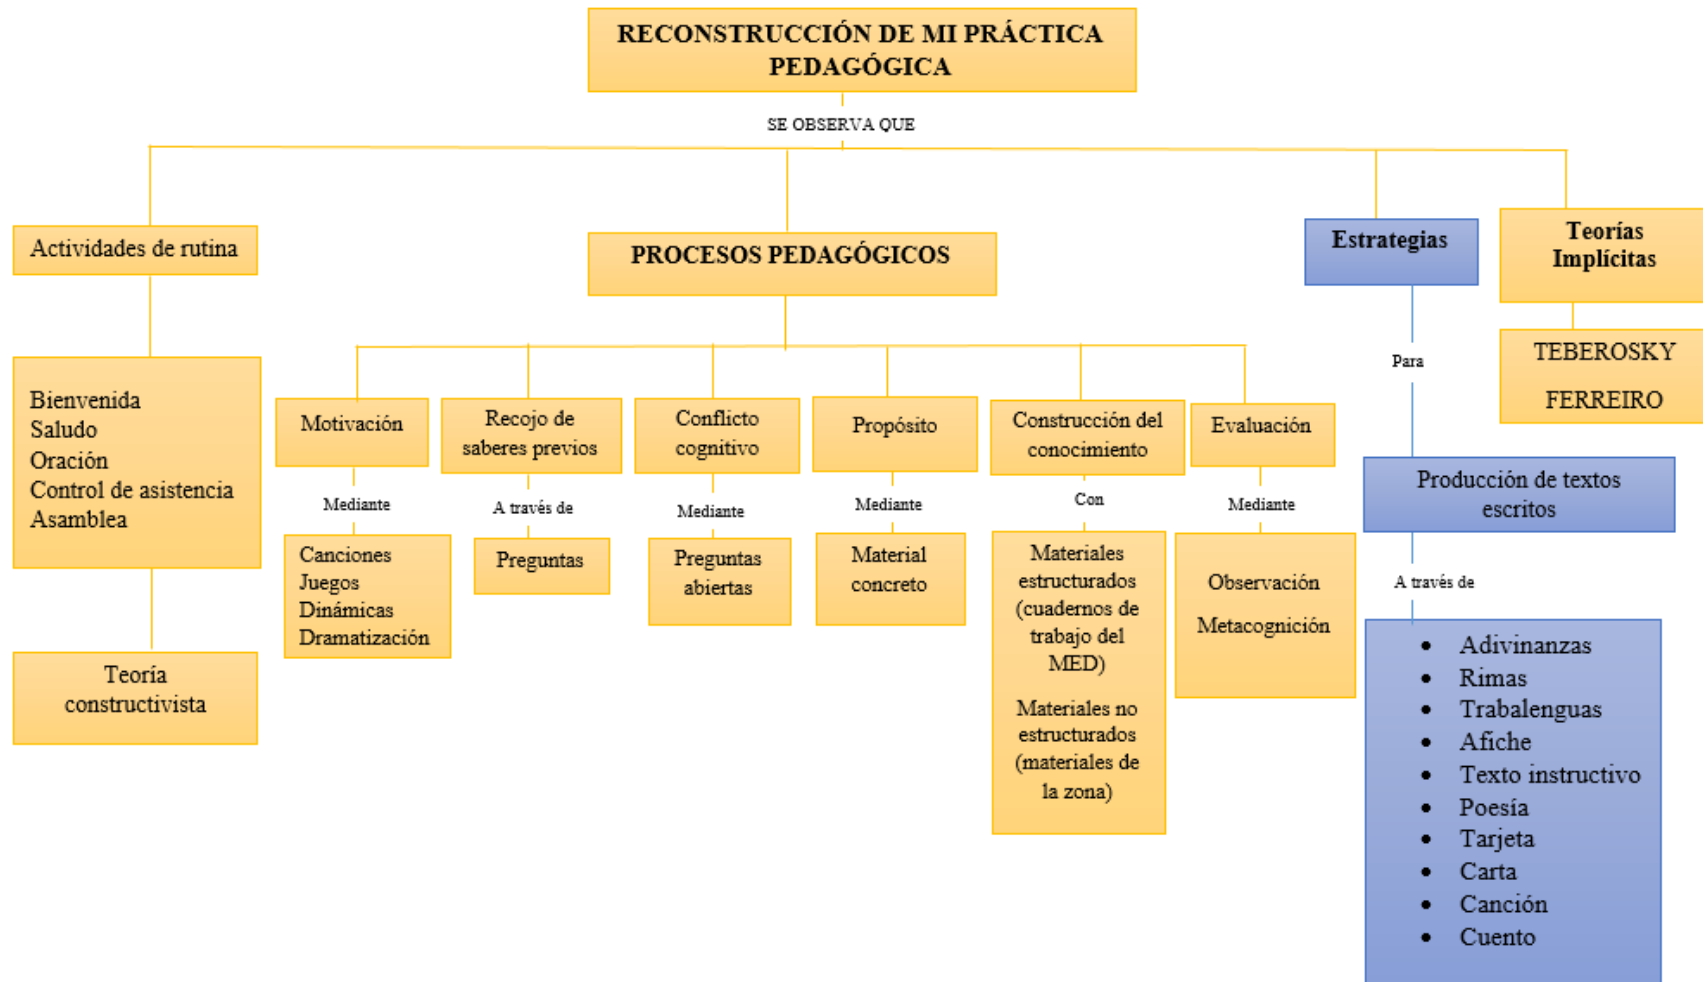 RECONSTRUCCIÓN DE MI PRÁCTICA
PEDAGÓGICA
SE OBSERVA QUE
Actividades de rutina
Bienvenida
Saludo
Oración
Control de asistencia
Asamblea
Teoría
constructivista
PROCESOS PEDAGÓGICOS
Motivación
Mediante
Canciones
Juegos
Dinámicas
Dramatización
Recojo de
saberes previos
A través de
Preguntas
Conflicto
cognitivo
Mediante
Preguntas
abiertas
Propósito
Mediante
Material
concreto
Construcción del
conocimiento
Con
Materiales
estructurados
(cuadernos de
trabajo del
MED)
Materiales no
estructurados
(materiales de
la zona)
Evaluación
Mediante
Observación
Metacognición
Estrategias
Para
Producción de textos
escritos
A través de
• Adivinanzas
• Rimas
• Trabalenguas
• Afiche
• Texto instructivo
• Poesía
• Tarjeta
• Carta
• Canción
• Cuento
Teorías
Implícitas
TEBEROSKY
FERREIRO